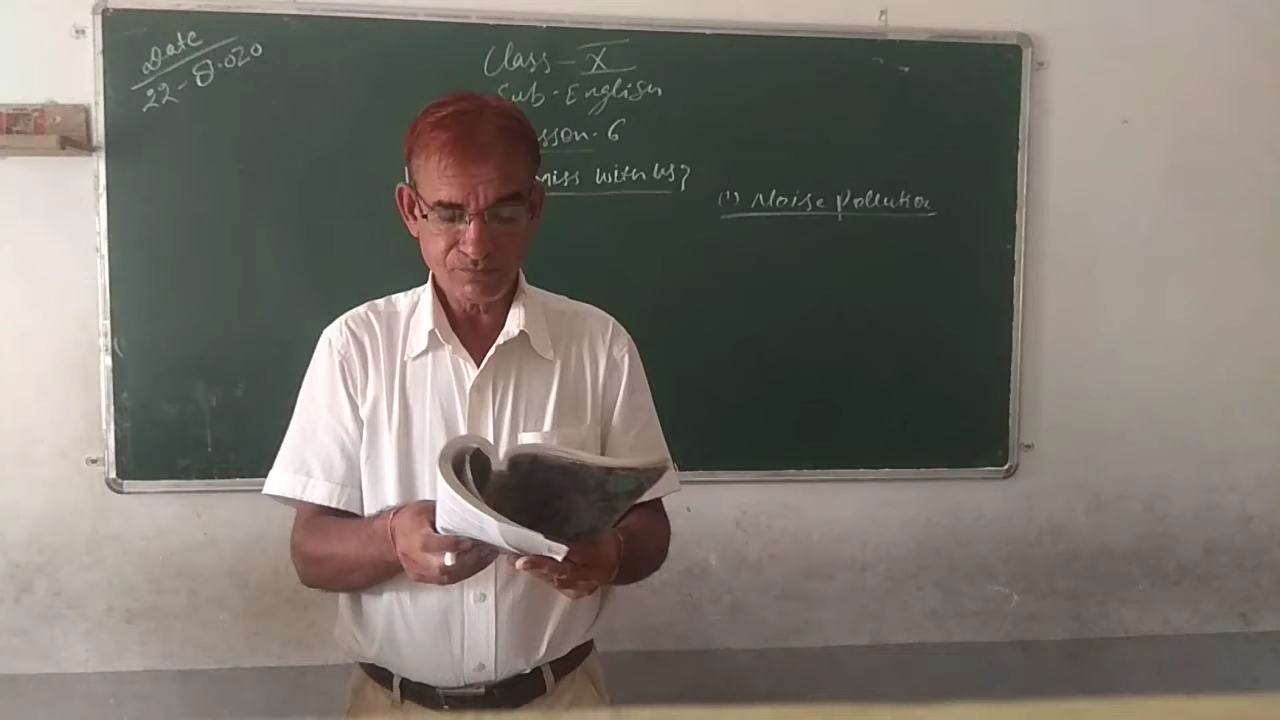 Date
22-8.020
Class - X
Sub - English
sson. 6
miss with us?
(1) Noise Pollution